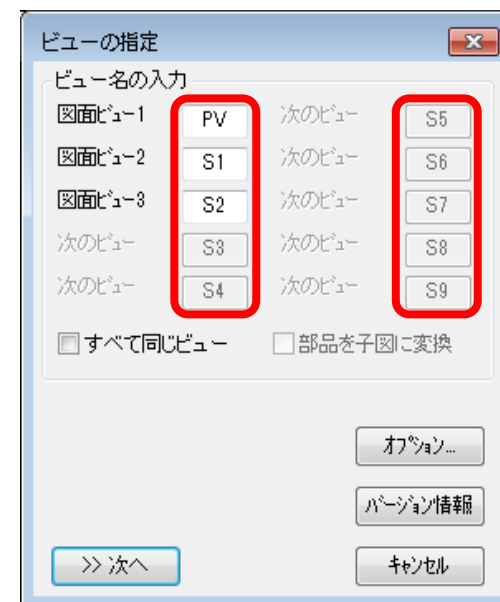 ビューの指定
ビュー名の入力
図面ﾋﾞｭｰ1 PV 次のﾋﾞｭｰ S5
図面ﾋﾞｭｰ2 S1 次のﾋﾞｭｰ S6
図面ﾋﾞｭｰ3 S2 次のﾋﾞｭｰ S7
次のﾋﾞｭｰ S3 次のﾋﾞｭｰ S8
次のﾋﾞｭｰ S4 次のﾋﾞｭｰ S9
すべて同じビュー 部品を子図に変換
ｵﾌﾟｼｮﾝ...
ﾊﾞｰｼﾞｮﾝ情報
>> 次へ ｷｬﾝｾﾙ